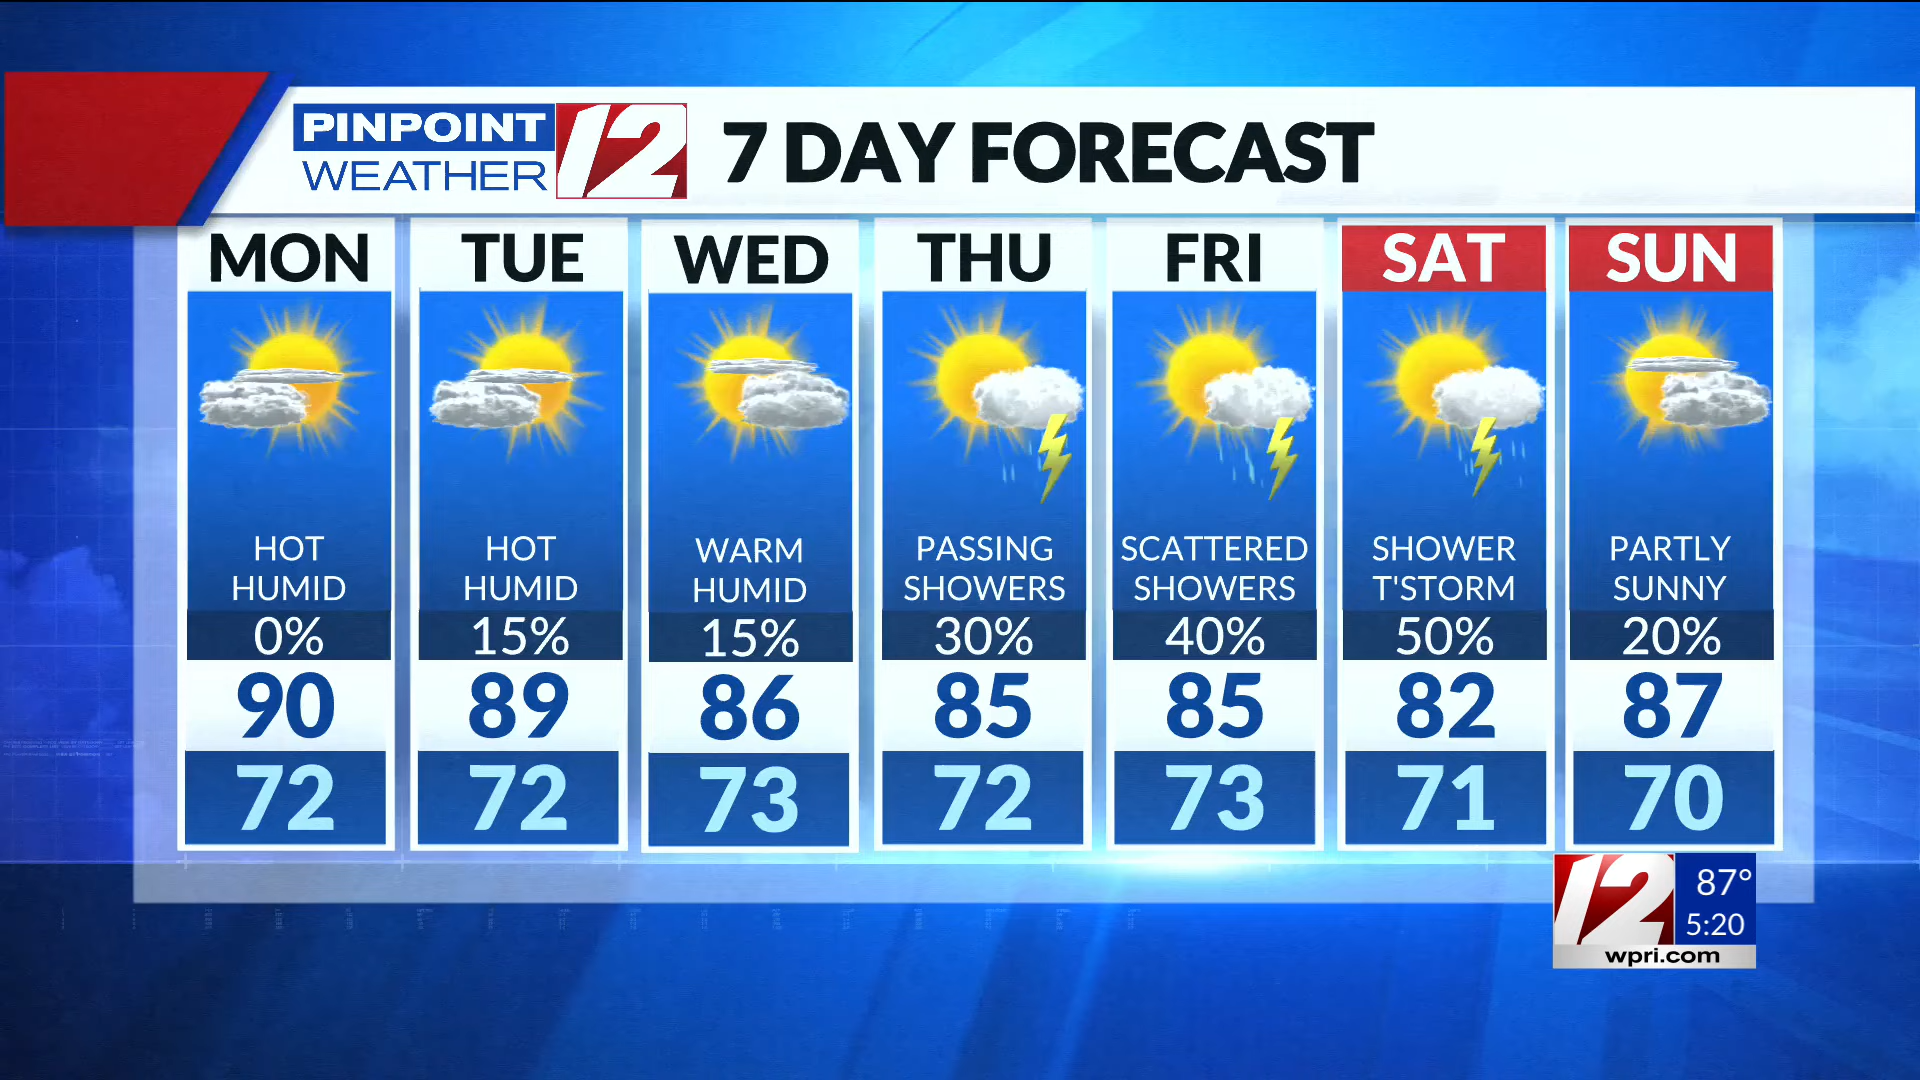 PINPOINT
WEATHER
12
7 DAY FORECAST
MON
HOT
HUMID
0%
90
72
TUE
HOT
HUMID
15%
89
72
WED
WARM
HUMID
15%
86
73
THU
PASSING
SHOWERS
30%
85
72
FRI
SCATTERED
SHOWERS
40%
85
73
SAT
SHOWER
T'STORM
50%
82
71
SUN
PARTLY
SUNNY
20%
87
70
12
87°
5:20
wpri.com